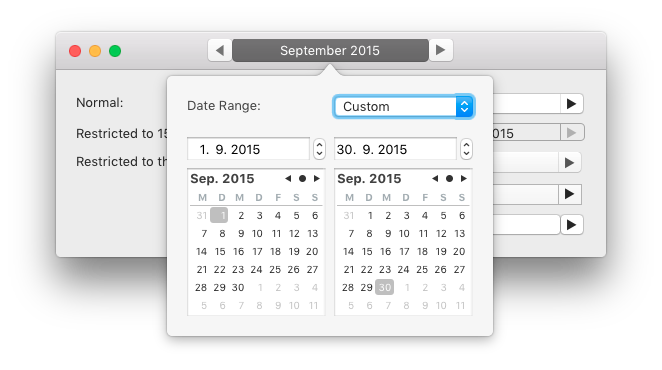 September 2015
Normal:
Restricted to 15
2015
Restricted to th
Date Range:
Custom
1. 9. 2015
30. 9. 2015
Sep. 2015
M D M D F S S
31 1 2 3 4 5 6
7 8 9 10 11 12 13
14 15 16 17 18 19 20
21 22 23 24 25 26 27
28 29 30 1 2 3 4
5 6 7 8 9 10 11
Sep. 2015
M D M D F S S
31 1 2 3 4 5 6
7 8 9 10 11 12 13
14 15 16 17 18 19 20
21 22 23 24 25 26 27
28 29 30 1 2 3 4
5 6 7 8 9 10 11